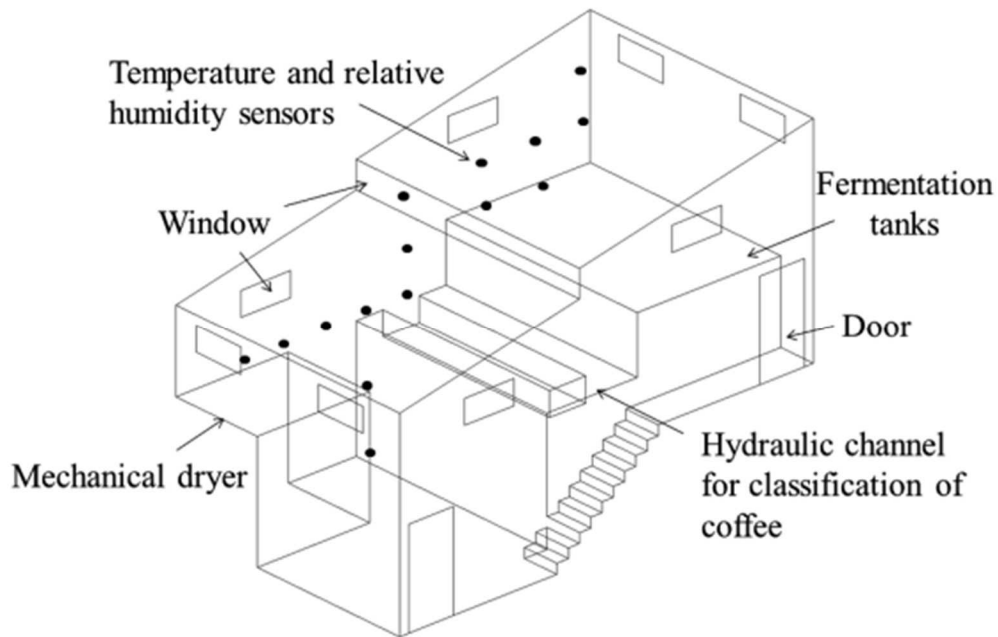 Temperature and relative
humidity sensors
Window
Fermentation
tanks
Door
Mechanical dryer
Hydraulic channel
for classification of
coffee